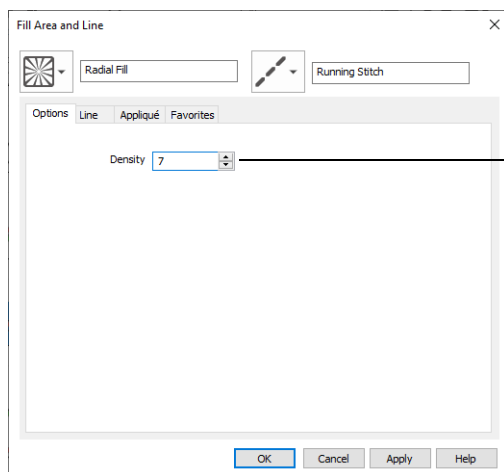 Fill Area and Line
Radial Fill
Running Stitch
Options Line Appliqué Favorites
Density 7
OK Cancel Apply Help